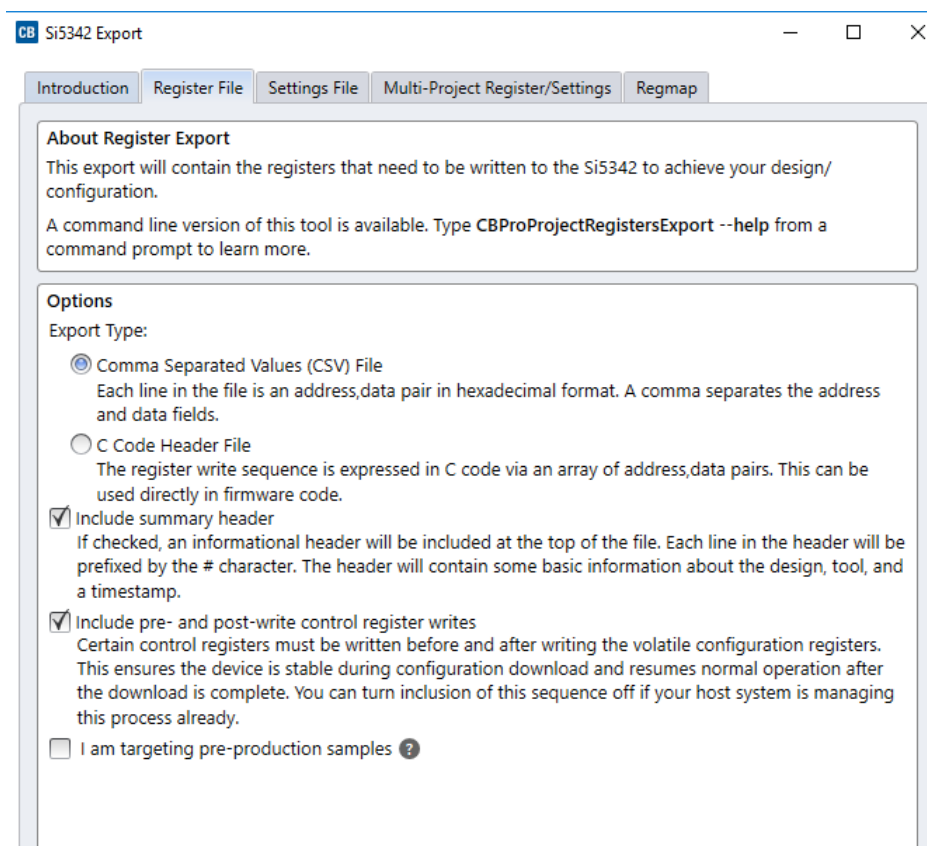 CB Si5342 Export
Introduction Register File Settings File Multi-Project Register/Settings Regmap
About Register Export
This export will contain the registers that need to be written to the Si5342 to achieve your design/
configuration.
A command line version of this tool is available. Type CBProProjectRegistersExport --help from a
command prompt to learn more.
Options
Export Type:
Comma Separated Values (CSV) File
Each line in the file is an address,data pair in hexadecimal format. A comma separates the address
and data fields.
C Code Header File
The register write sequence is expressed in C code via an array of address,data pairs. This can be
used directly in firmware code.
Include summary header
If checked, an informational header will be included at the top of the file. Each line in the header will be
prefixed by the # character. The header will contain some basic information about the design, tool, and
a timestamp.
Include pre- and post-write control register writes
Certain control registers must be written before and after writing the volatile configuration registers.
This ensures the device is stable during configuration download and resumes normal operation after
the download is complete. You can turn inclusion of this sequence off if your host system is managing
this process already.
I am targeting pre-production samples ?